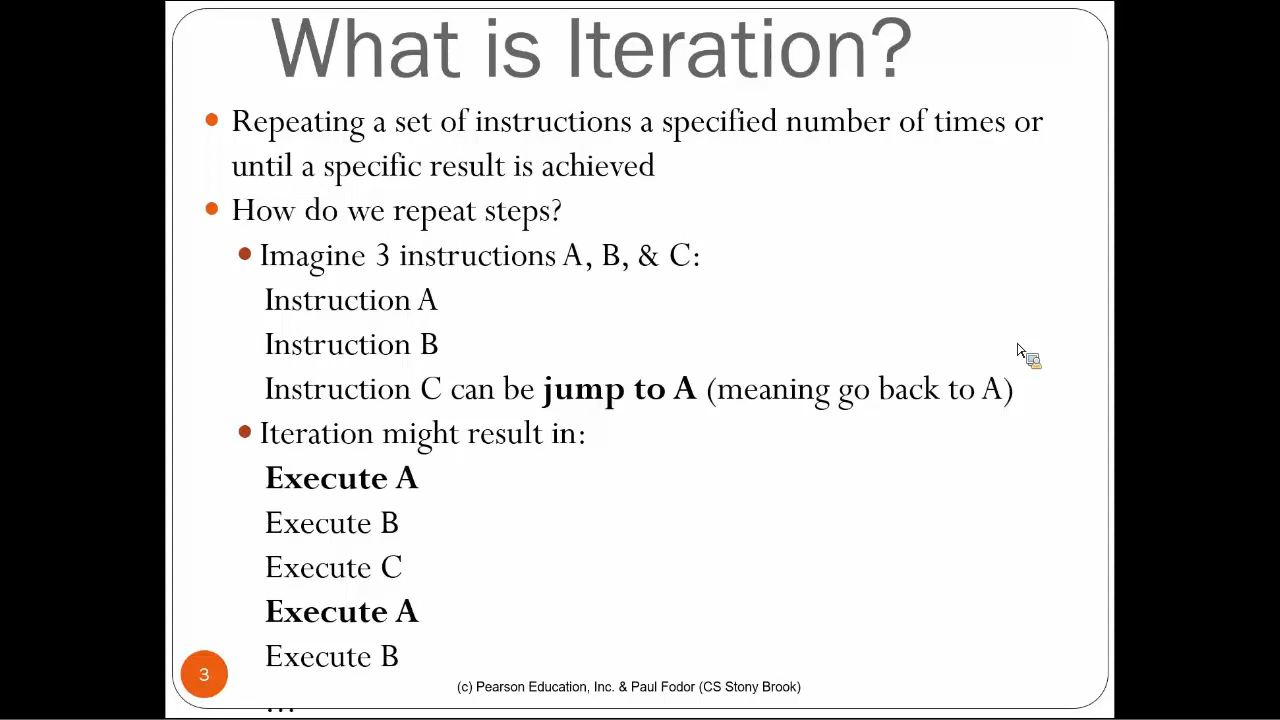 What is Iteration?
Repeating a set of instructions a specified number of times or
until a specific result is achieved
How do we repeat steps?
Imagine 3 instructions A, B, & C:
Instruction A
Instruction B
Instruction C can be jump to A (meaning go back to A)
Iteration might result in:
Execute A
Execute B
Execute C
Execute A
Execute B
3
(c) Pearson Education, Inc. & Paul Fodor (CS Stony Brook)
…